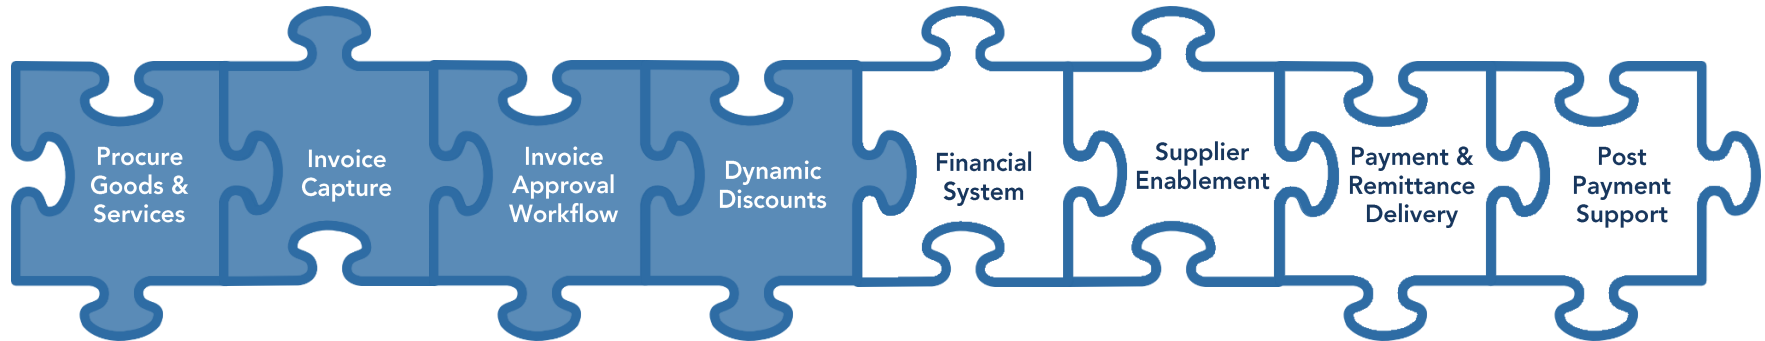 Procure
Goods &
Services
Invoice
Capture
Invoice
Approval
Workflow
Dynamic
Discounts
Financial
System
Supplier
Enablement
Payment &
Remittance
Delivery
Post
Payment
Support